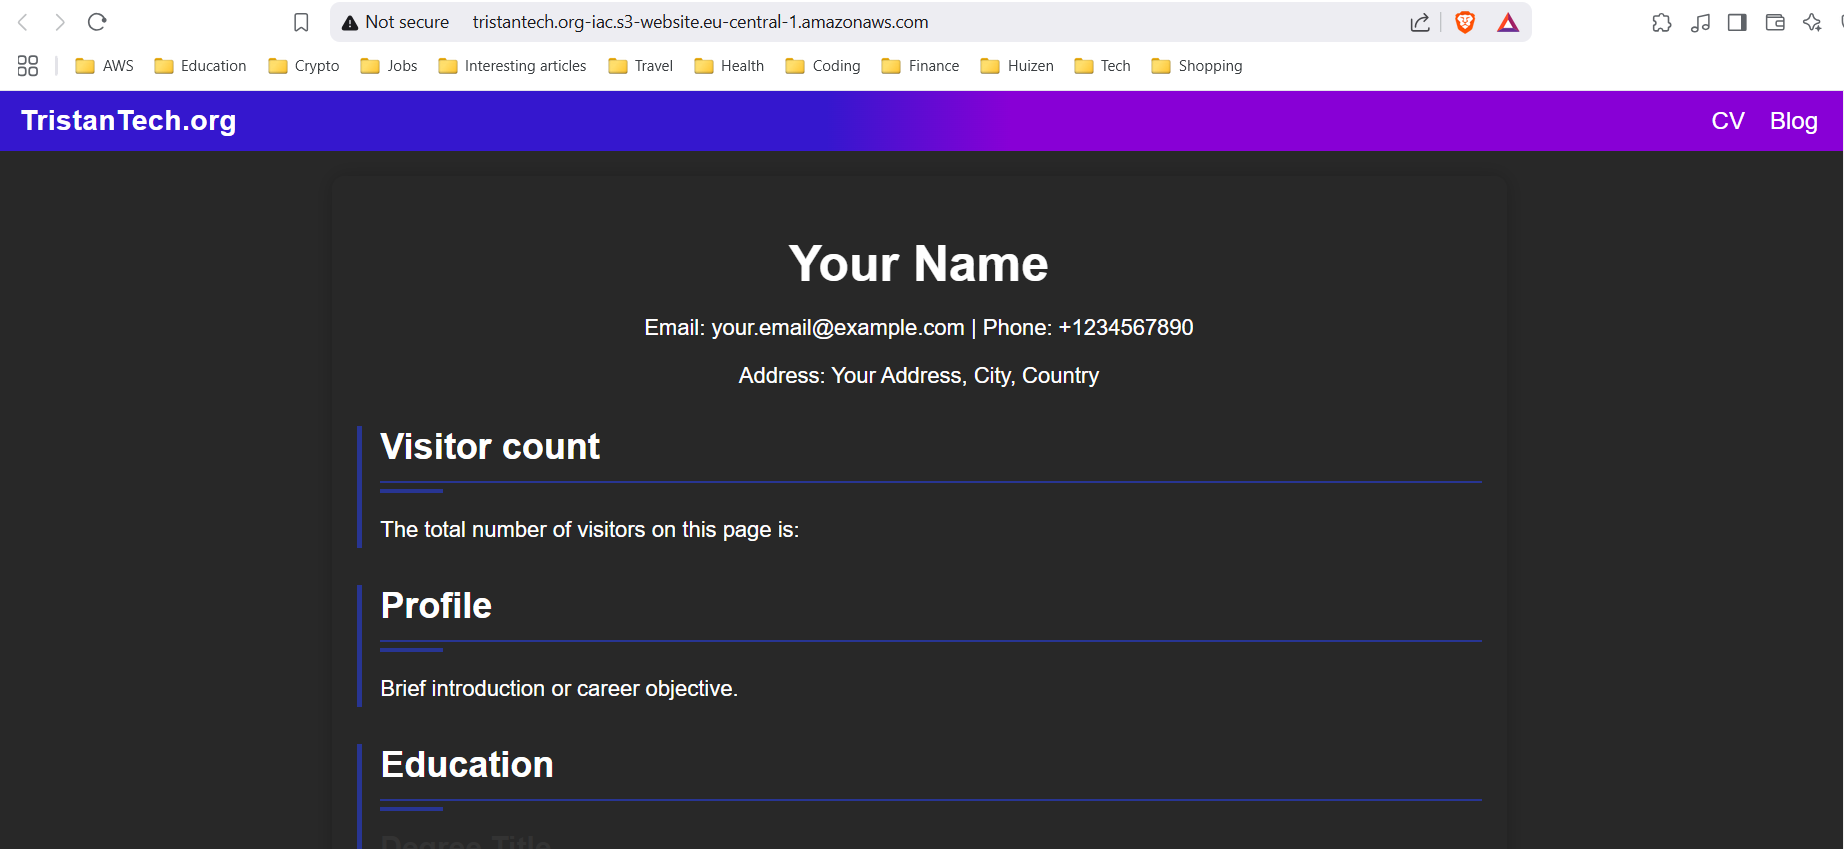 Not secure tristantech.org-iac.s3-website.eu-central-1.amazonaws.com
AWS Education Crypto Jobs Interesting articles Travel Health Coding Finance Huizen Tech Shopping
TristanTech.org CV Blog
Your Name
Email: your.email@example.com | Phone: +1234567890
Address: Your Address, City, Country
Visitor count
The total number of visitors on this page is:
Profile
Brief introduction or career objective.
Education
Degree Title